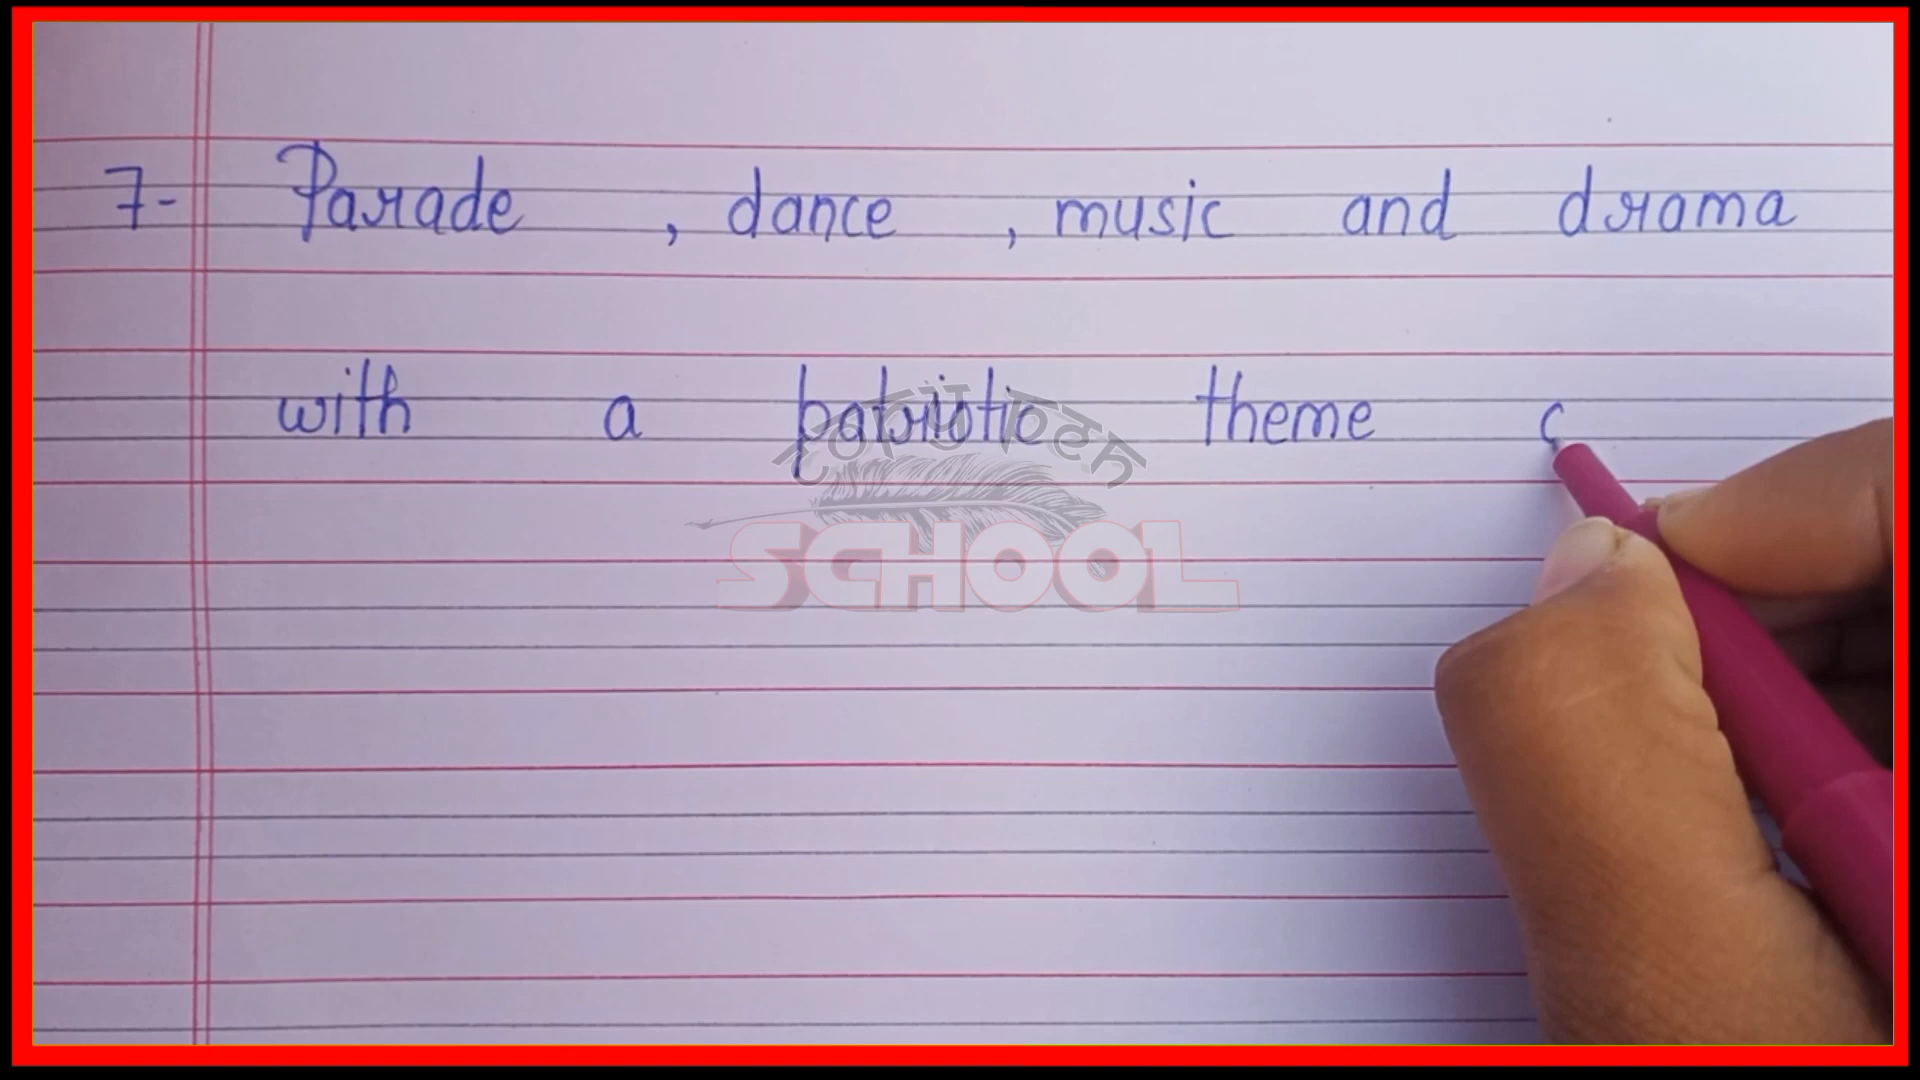 7- Parade , dance , music and drama
with a patriotic theme
SCHOOL